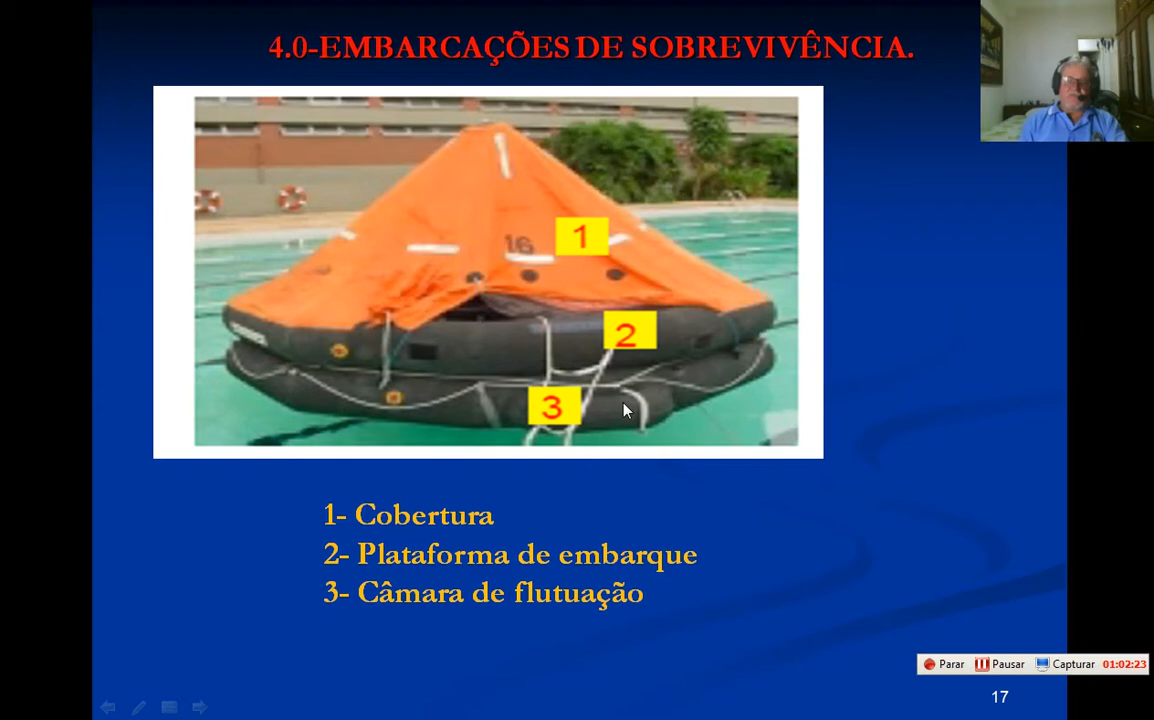 4.0-EMBARCAÇÕES DE SOBREVIVÊNCIA.
16
1
2
3
1- Cobertura
2- Plataforma de embarque
3- Câmara de flutuação
Parar Pausar Capturar 01:02:23
17